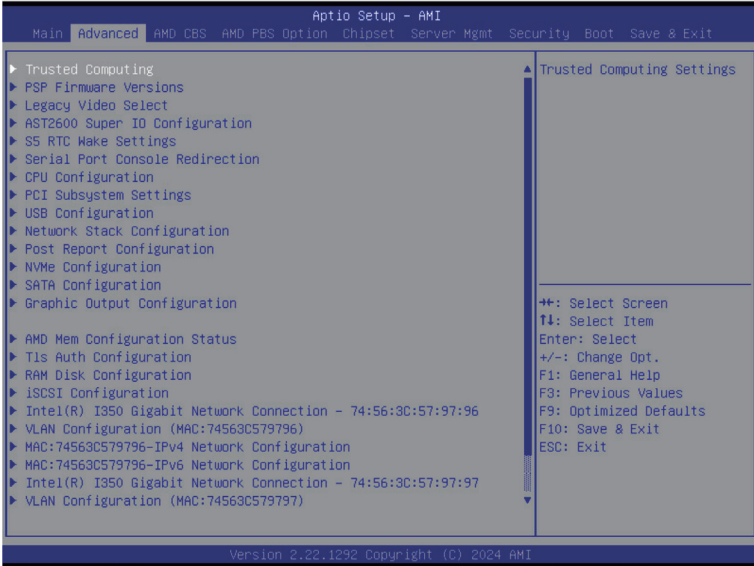 Aptio Setup – AMI
Main Advanced AMD CBS AMD PBS Option Chipset Server Mgmt Security Boot Save & Exit
Trusted Computing
PSP Firmware Versions
Legacy Video Select
AST2600 Super IO Configuration
S5 RTC Wake Settings
Serial Port Console Redirection
CPU Configuration
PCI Subsystem Settings
USB Configuration
Network Stack Configuration
Post Report Configuration
NVMe Configuration
SATA Configuration
Graphic Output Configuration
AMD Mem Configuration Status
Tls Auth Configuration
RAM Disk Configuration
iSCSI Configuration
Intel(R) I350 Gigabit Network Connection – 74:56:3C:57:97:96
VLAN Configuration (MAC:74563C579796)
MAC:74563C579796-IPv4 Network Configuration
MAC:74563C579796-IPv6 Network Configuration
Intel(R) I350 Gigabit Network Connection – 74:56:3C:57:97:97
VLAN Configuration (MAC:74563C579797)
Trusted Computing Settings
→←: Select Screen
↑↓: Select Item
Enter: Select
+/-: Change Opt.
F1: General Help
F3: Previous Values
F9: Optimized Defaults
F10: Save & Exit
ESC: Exit
Version 2.22.1292 Copyright (C) 2024 AMI